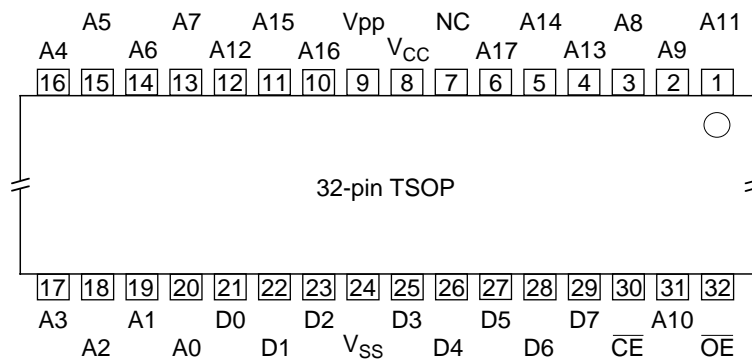 A5 A7 A15 Vpp NC A14 A8 A11
A4 A6 A12 A16 VCC A17 A13 A9
16 15 14 13 12 11 10 9 8 7 6 5 4 3 2 1
32-pin TSOP
17 18 19 20 21 22 23 24 25 26 27 28 29 30 31 32
A3 A1 D0 D2 D3 D5 D7 A10
A2 A0 D1 VSS D4 D6 CE OE